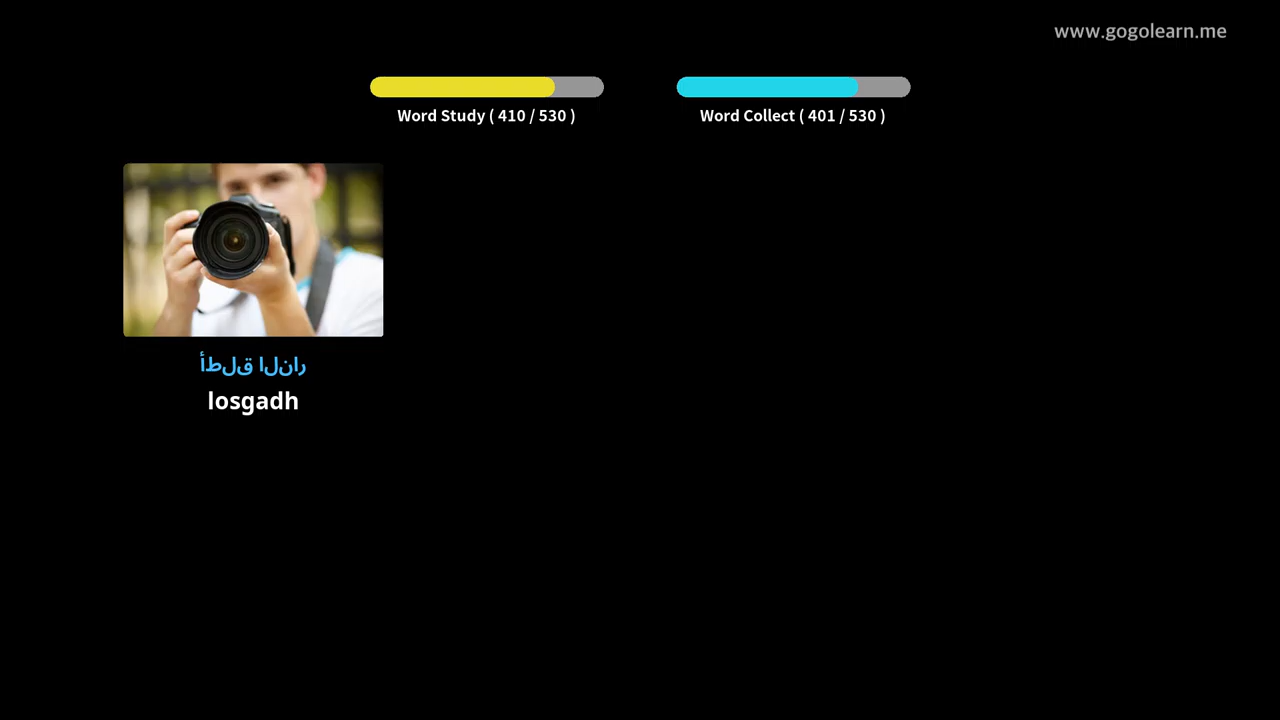 www.gogolearn.me
Word Study ( 410 / 530 )
Word Collect ( 401 / 530 )
أطلق النار
losgadh